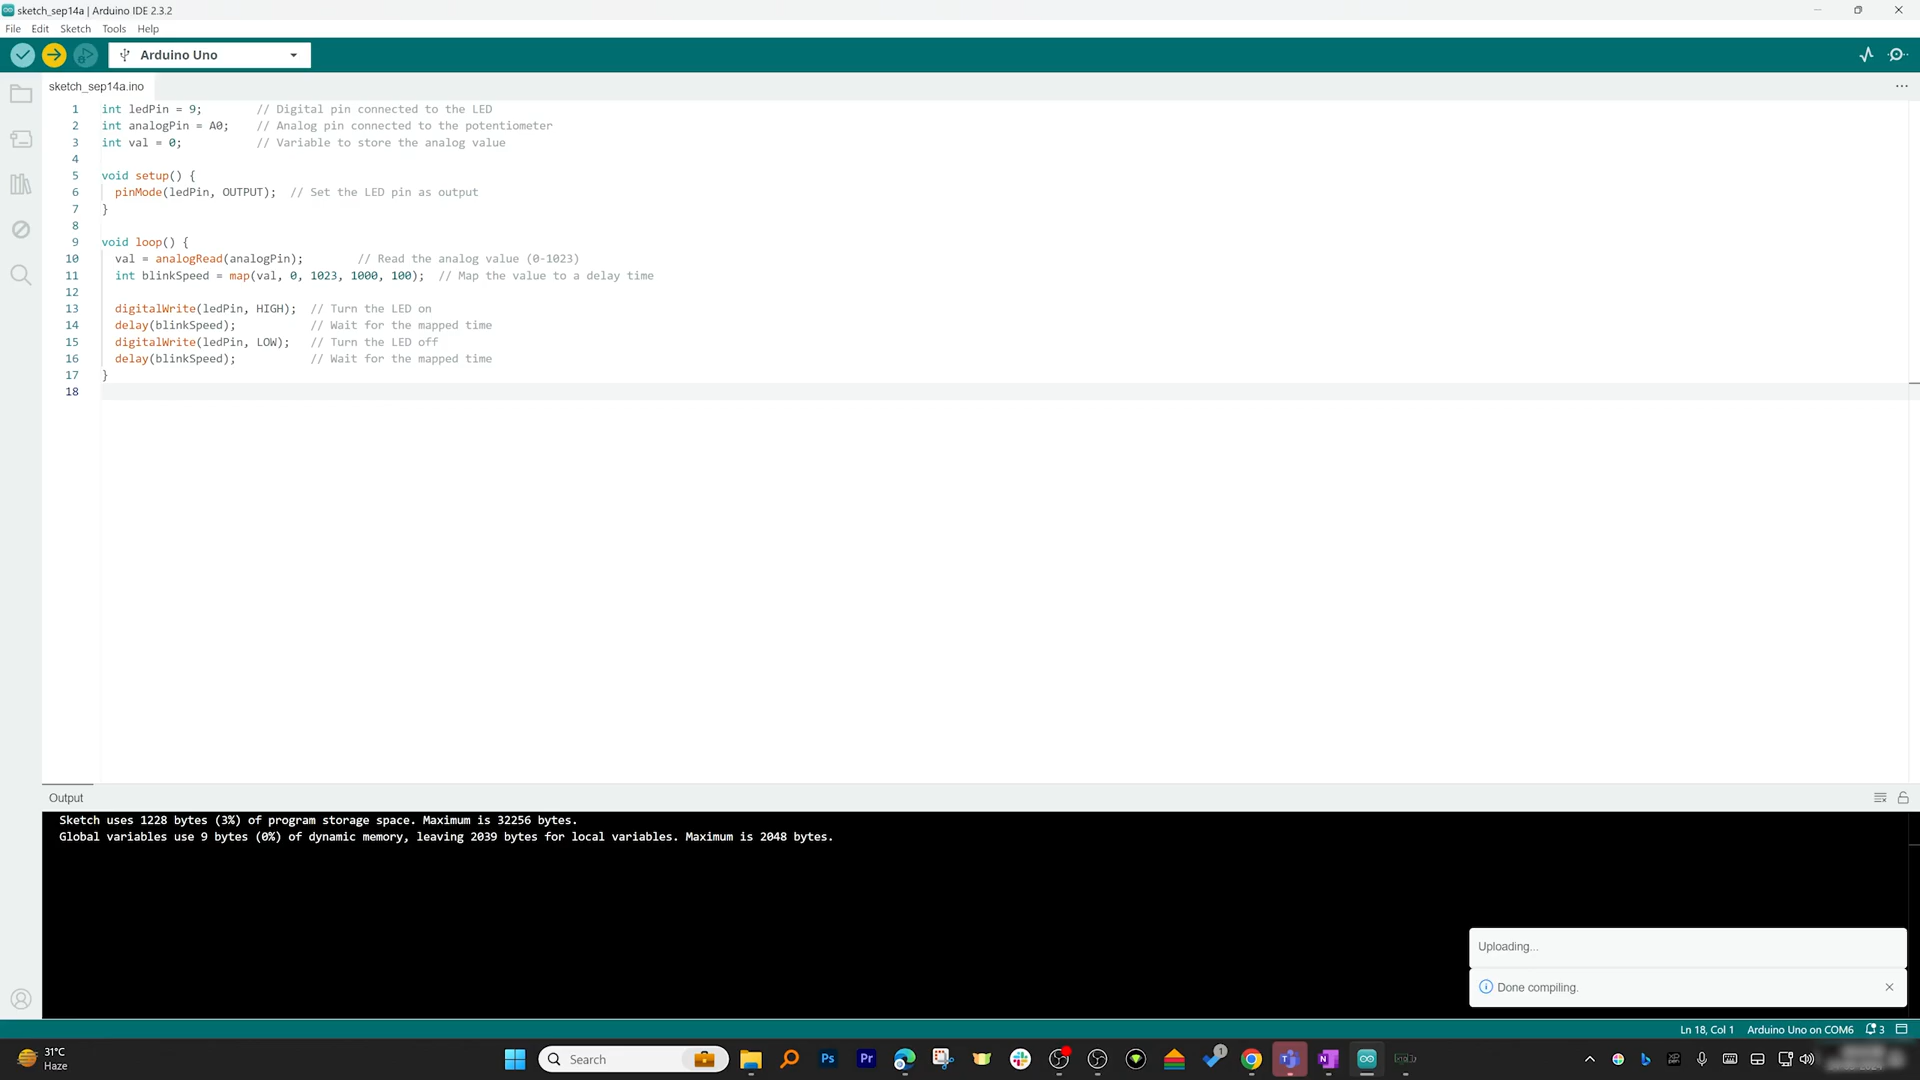 sketch_sep14a | Arduino IDE 2.3.2
File Edit Sketch Tools Help
Arduino Uno
sketch_sep14a.ino
1 int ledPin = 9; // Digital pin connected to the LED
2 int analogPin = A0; // Analog pin connected to the potentiometer
3 int val = 0; // Variable to store the analog value
4
5 void setup() {
6 pinMode(ledPin, OUTPUT); // Set the LED pin as output
7 }
8
9 void loop() {
10 val = analogRead(analogPin); // Read the analog value (0-1023)
11 int blinkSpeed = map(val, 0, 1023, 1000, 100); // Map the value to a delay time
12
13 digitalWrite(ledPin, HIGH); // Turn the LED on
14 delay(blinkSpeed); // Wait for the mapped time
15 digitalWrite(ledPin, LOW); // Turn the LED off
16 delay(blinkSpeed); // Wait for the mapped time
17 }
18
Output
Sketch uses 1228 bytes (3%) of program storage space. Maximum is 32256 bytes.
Global variables use 9 bytes (0%) of dynamic memory, leaving 2039 bytes for local variables. Maximum is 2048 bytes.
Uploading...
Done compiling.
Ln 18, Col 1 Arduino Uno on COM6 3
31°C
Haze
Search
Ps
Pr
1